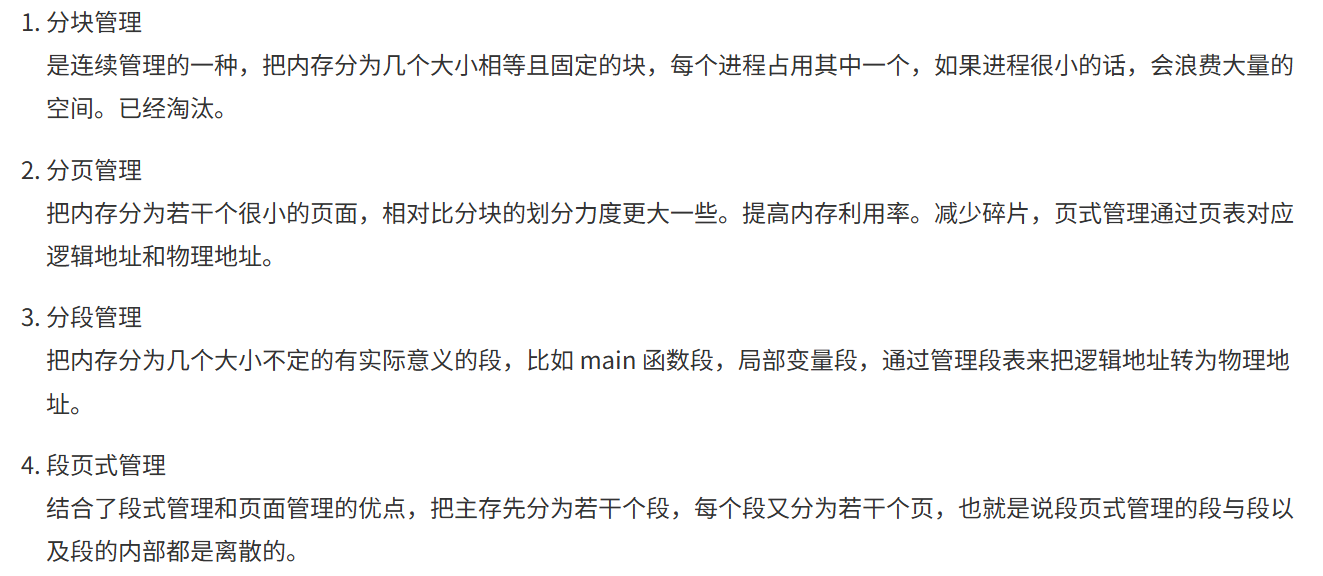 1. 分块管理
是连续管理的一种，把内存分为几个大小相等且固定的块，每个进程占用其中一个，如果进程很小的话，会浪费大量的
空间。已经淘汰。
2. 分页管理
把内存分为若干个很小的页面，相对比分块的划分力度更大一些。提高内存利用率。减少碎片，页式管理通过页表对应
逻辑地址和物理地址。
3. 分段管理
把内存分为几个大小不定的有实际意义的段，比如 main 函数段，局部变量段，通过管理段表来把逻辑地址转为物理地
址。
4. 段页式管理
结合了段式管理和页面管理的优点，把主存先分为若干个段，每个段又分为若干个页，也就是说段页式管理的段与段以
及段的内部都是离散的。